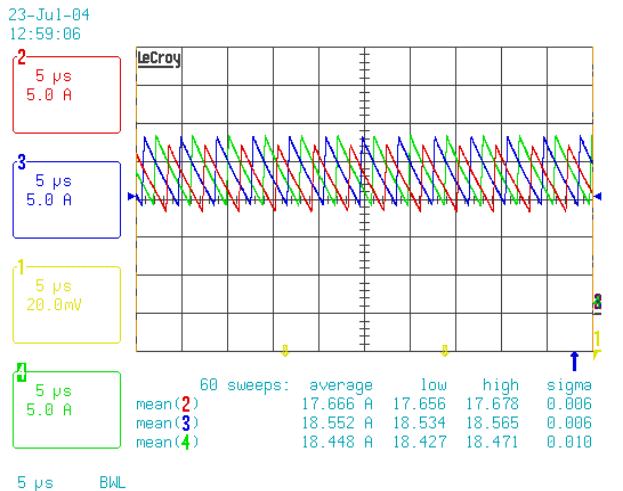 23-Jul-04
12:59:06
LeCroy
2
5 µs
5.0 A
3
5 µs
5.0 A
1
5 µs
20.0mV
4
5 µs
5.0 A
1
60 sweeps: average low high sigma
mean(2) 17.666 A 17.656 17.678 0.006
mean(3) 18.552 A 18.534 18.565 0.006
mean(4) 18.448 A 18.427 18.471 0.010
5 µs BWL